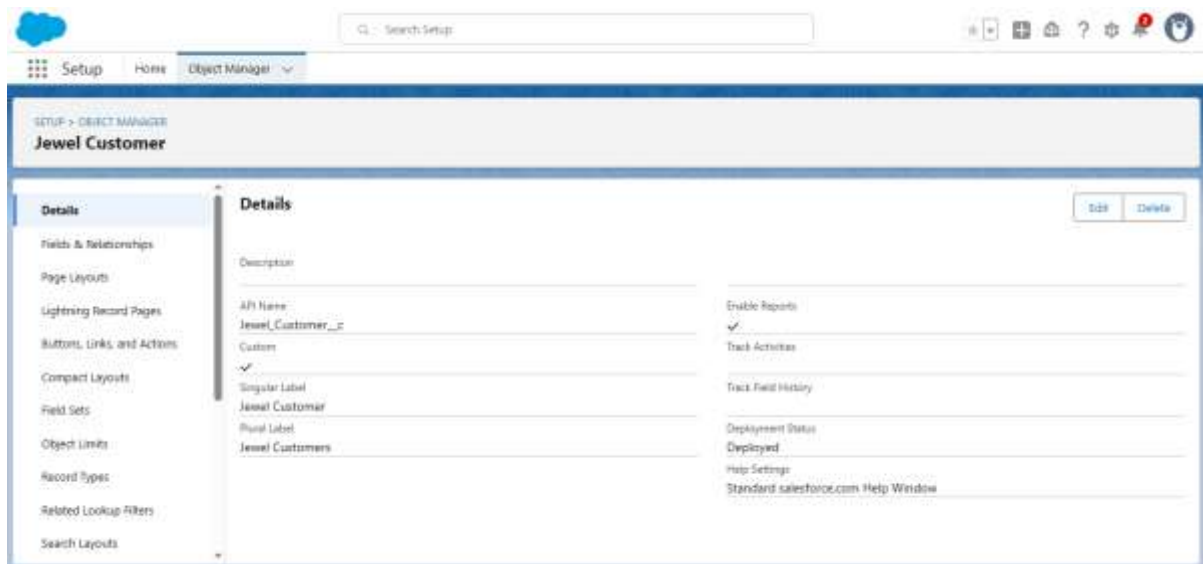 Search Setup
2
Setup Home Object Manager
SETUP > OBJECT MANAGER
Jewel Customer
Details
Fields & Relationships
Page Layouts
Lightning Record Pages
Buttons, Links, and Actions
Compact Layouts
Field Sets
Object Limits
Record Types
Related Lookup Filters
Search Layouts
Details
Edit Delete
Description
API Name
Jewel_Customer__c
Custom
Singular Label
Jewel Customer
Plural Label
Jewel Customers
Enable Reports
Track Activities
Track Field History
Deployment Status
Deployed
Help Settings
Standard salesforce.com Help Window